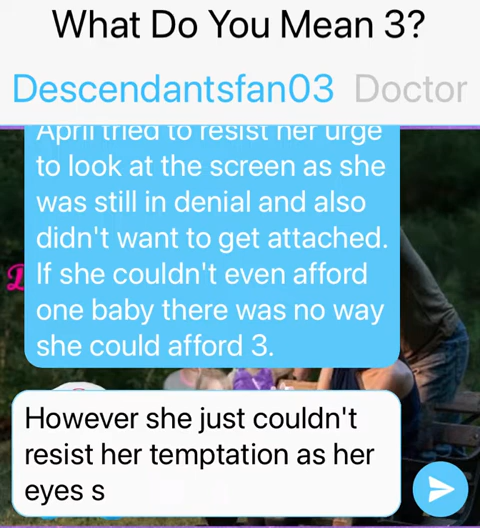 What Do You Mean 3?
Descendantsfan03 Doctor
April tried to resist her urge
to look at the screen as she
was still in denial and also
didn't want to get attached.
If she couldn't even afford
one baby there was no way
she could afford 3.
However she just couldn't
resist her temptation as her
eyes s